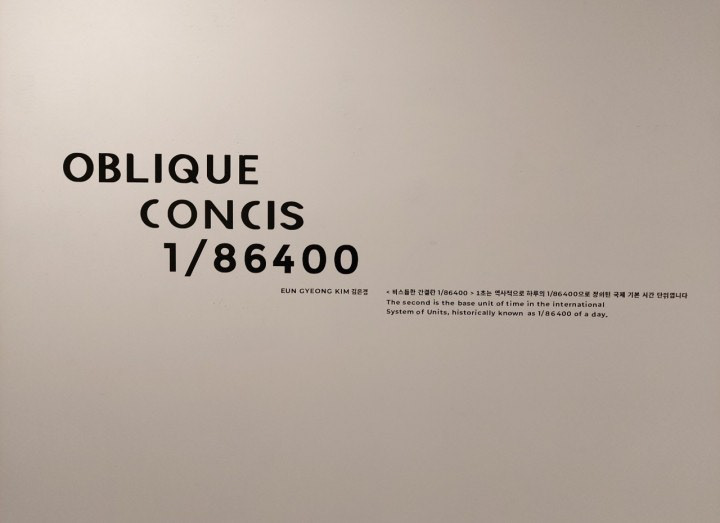 OBLIQUE
CONCIS
1/86400
EUN GYEONG KIM 김은경
< 비스듬한 간결한 1/86400 > 1초는 역사적으로 하루의 1/86400으로 정의된 국제 기본 시간 단위입니다
The second is the base unit of time in the international
System of Units, historically known as 1/86400 of a day.